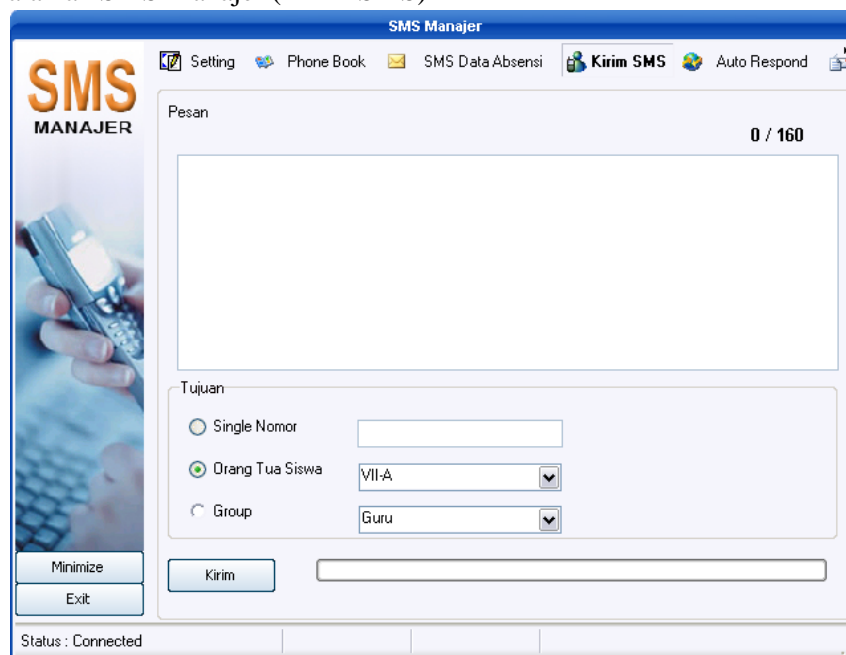 SMS Manajer
Setting Phone Book SMS Data Absensi Kirim SMS Auto Respond
SMS
MANAJER
Pesan
0 / 160
Tujuan
Single Nomor
Orang Tua Siswa VII-A
Group Guru
Minimize
Kirim
Exit
Status : Connected